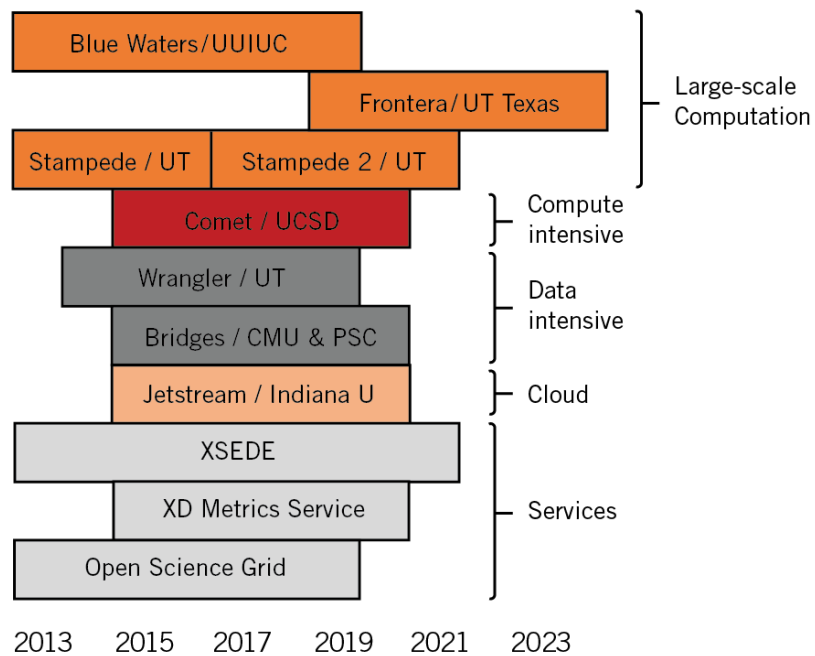 Blue Waters/UUIUC
Frontera/UT Texas
Large-scale
Computation
Stampede / UT
Stampede 2 / UT
Comet / UCSD
Compute
intensive
Wrangler / UT
Data
intensive
Bridges / CMU & PSC
Jetstream / Indiana U
Cloud
XSEDE
XD Metrics Service
Services
Open Science Grid
2013 2015 2017 2019 2021 2023